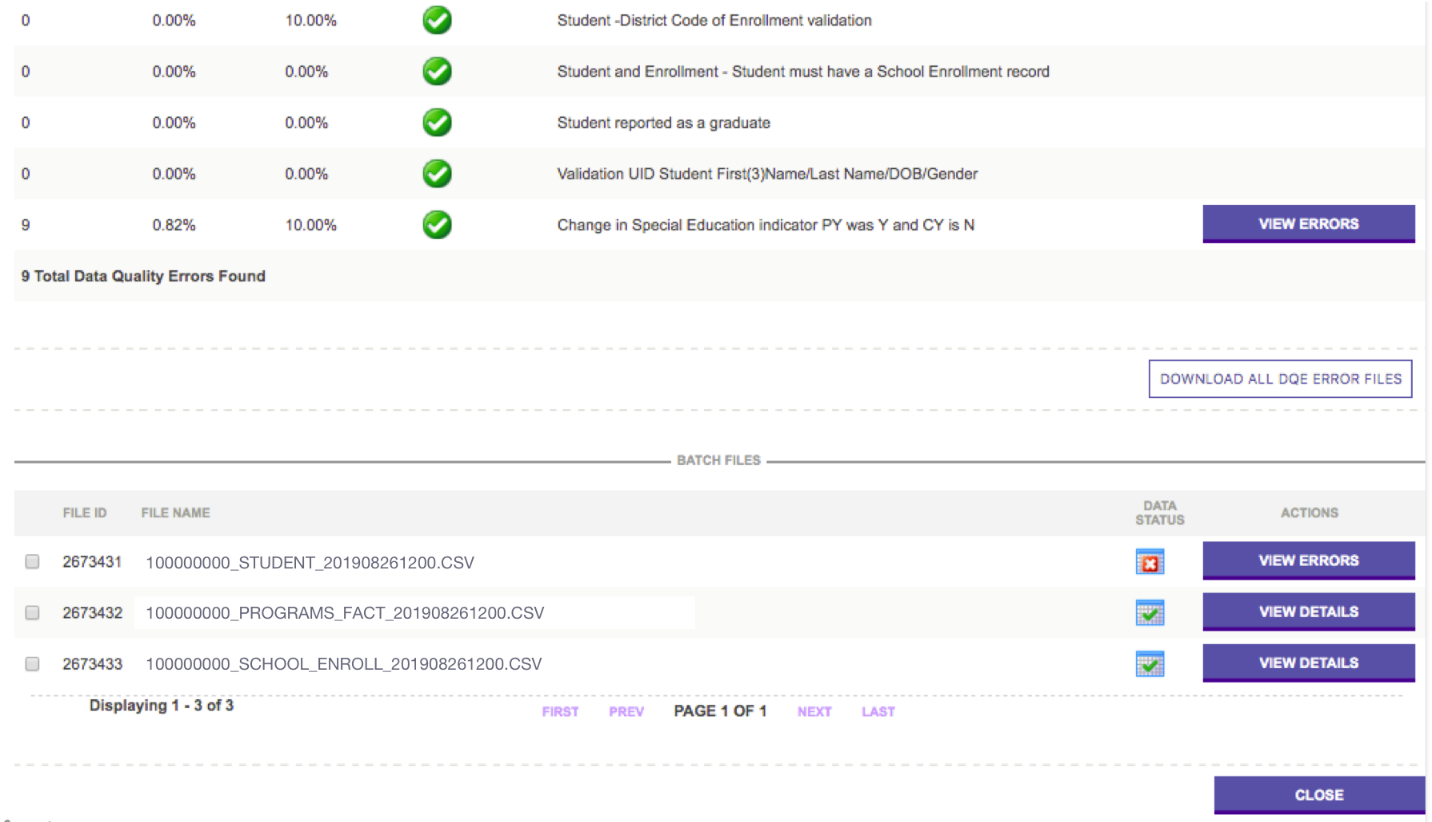 0 0.00% 10.00% Student -District Code of Enrollment validation
0 0.00% 0.00% Student and Enrollment - Student must have a School Enrollment record
0 0.00% 0.00% Student reported as a graduate
0 0.00% 0.00% Validation UID Student First(3)Name/Last Name/DOB/Gender
9 0.82% 10.00% Change in Special Education indicator PY was Y and CY is N VIEW ERRORS
9 Total Data Quality Errors Found
DOWNLOAD ALL DQE ERROR FILES
BATCH FILES
FILE ID FILE NAME DATA STATUS ACTIONS
2673431 100000000_STUDENT_201908261200.CSV VIEW ERRORS
2673432 100000000_PROGRAMS_FACT_201908261200.CSV VIEW DETAILS
2673433 100000000_SCHOOL_ENROLL_201908261200.CSV VIEW DETAILS
Displaying 1 - 3 of 3 FIRST PREV PAGE 1 OF 1 NEXT LAST
CLOSE